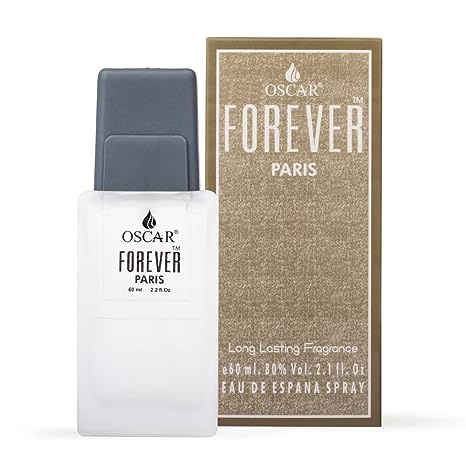 OSCAR®
FOREVER™
PARIS
60 ml 2.2 fl.Oz
OSCAR®
FOREVER™
PARIS
Long Lasting Fragrance
e60 ml. 80% Vol. 2.1 fl. Oz
EAU DE ESPANA SPRAY